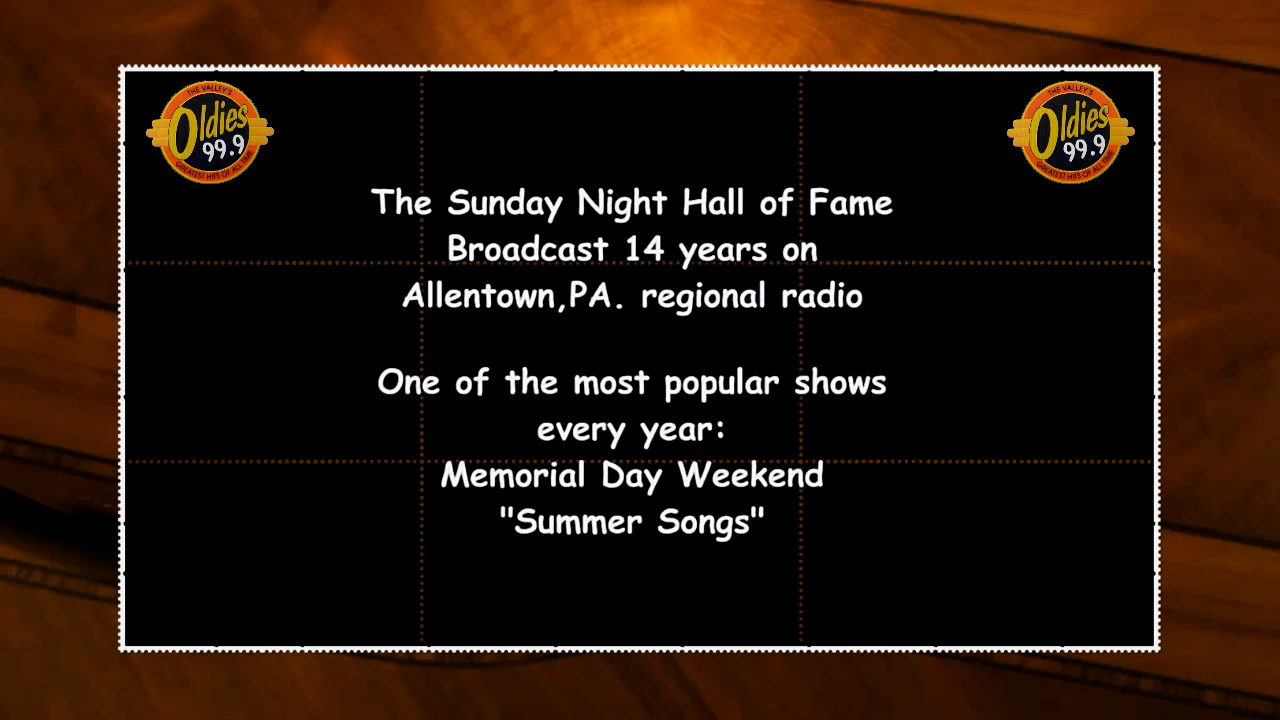 THE VALLEY'S
Oldies
99.9
GREATEST HITS OF ALL TIME
THE VALLEY'S
Oldies
99.9
GREATEST HITS OF ALL TIME
The Sunday Night Hall of Fame
Broadcast 14 years on
Allentown,PA. regional radio
One of the most popular shows
every year:
Memorial Day Weekend
"Summer Songs"